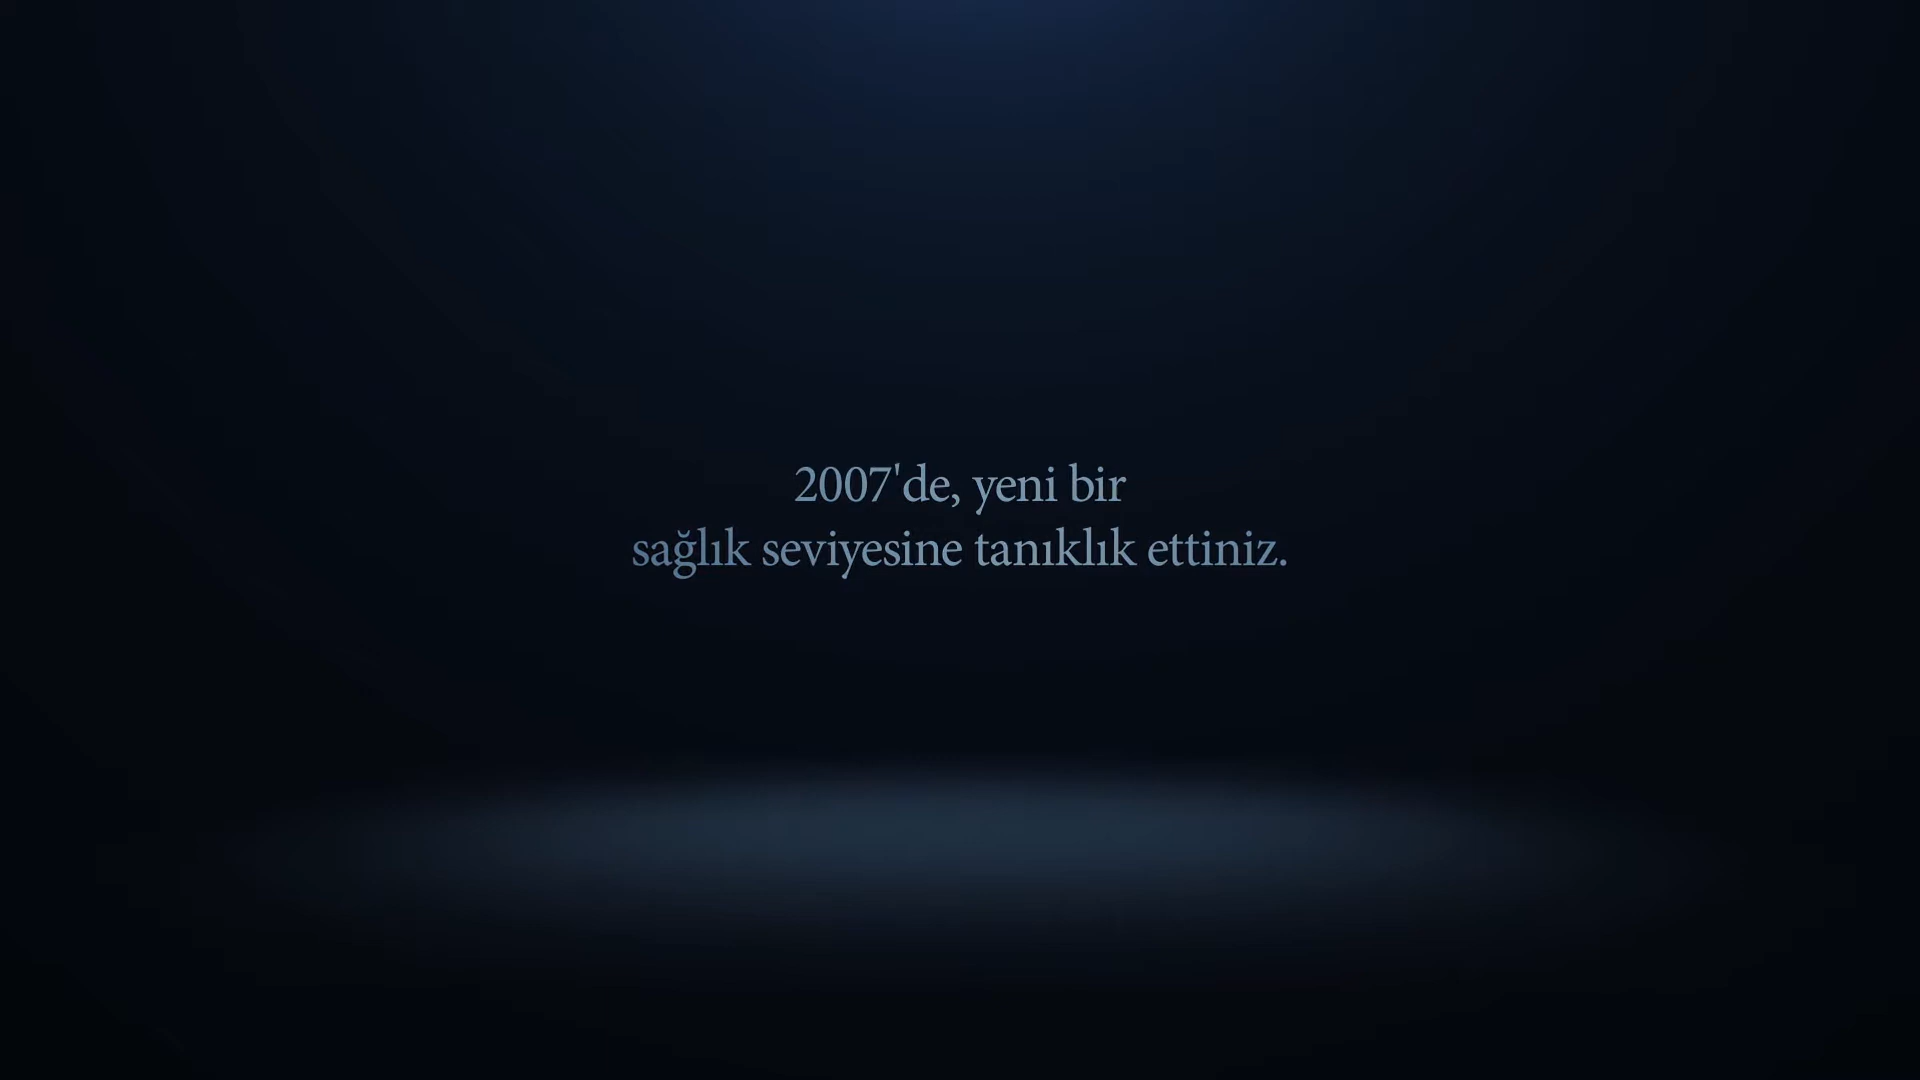 2007'de, yeni bir
sağlık seviyesine tanıklık ettiniz.